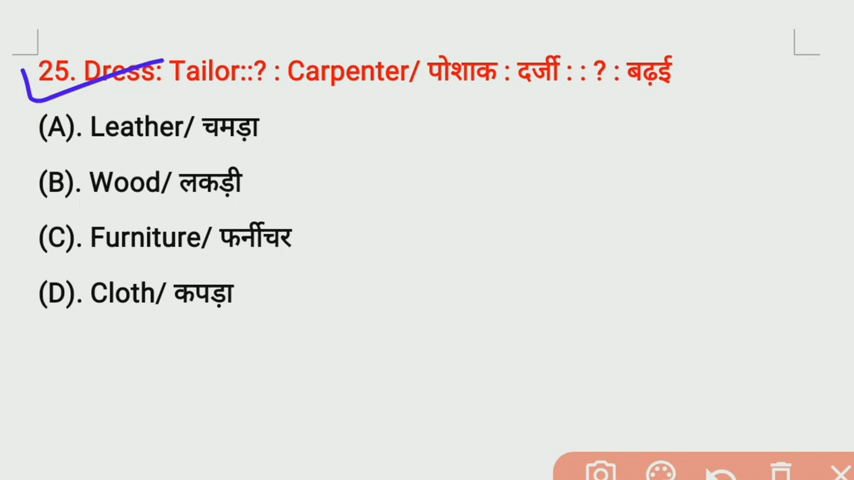 25. Dress: Tailor::? : Carpenter/ पोशाक : दर्जी : : ? : बढ़ई
(A). Leather/ चमड़ा
(B). Wood/ लकड़ी
(C). Furniture/ फर्नीचर
(D). Cloth/ कपड़ा